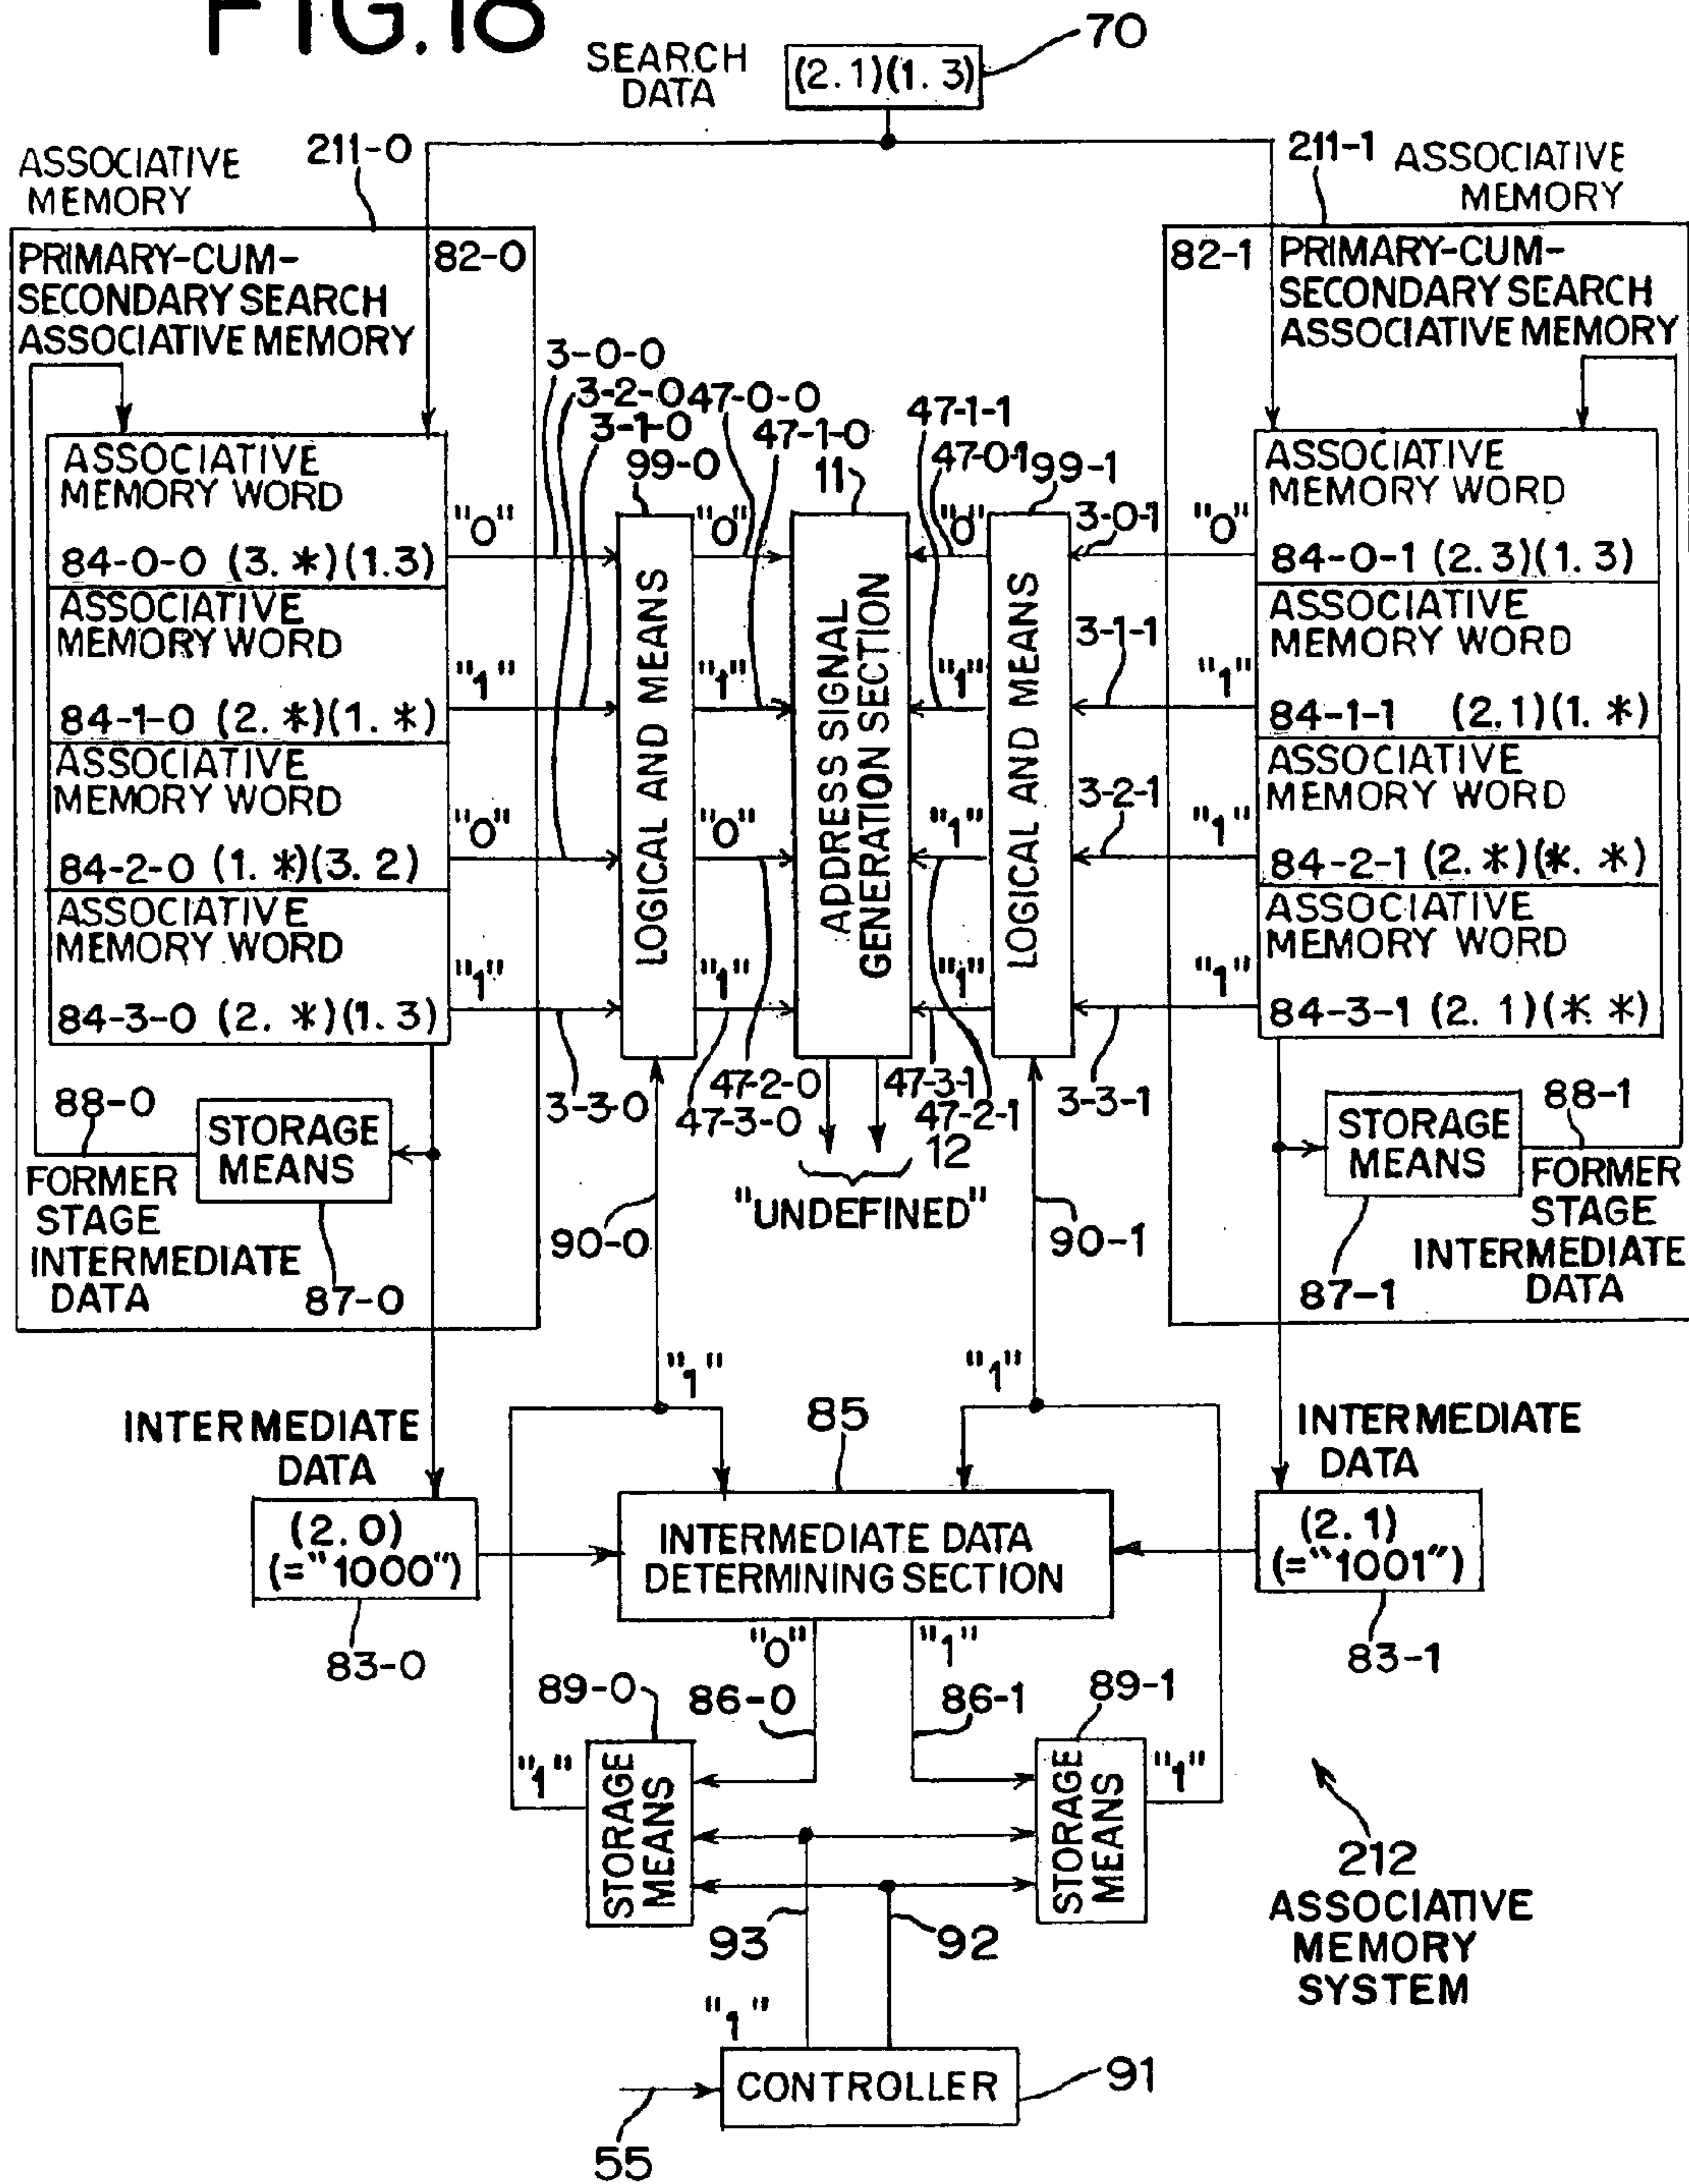 FIG.18
SEARCH
DATA
(2.1)(1.3)
70
ASSOCIATIVE
MEMORY
211-0
211-1
ASSOCIATIVE
MEMORY
PRIMARY-CUM-
SECONDARY SEARCH
ASSOCIATIVE MEMORY
82-0
82-1
PRIMARY-CUM-
SECONDARY SEARCH
ASSOCIATIVE MEMORY
3-0-0
3-2-0
3-1-0
99-0
47-0-0
47-1-0
11
47-1-1
47-0-1
99-1
ASSOCIATIVE
MEMORY WORD
84-0-0 (3. *)(1.3)
"0"
"0"
"0"
3-0-1
"0"
ASSOCIATIVE
MEMORY WORD
84-0-1 (2. 3)(1. 3)
ASSOCIATIVE
MEMORY WORD
84-1-0 (2. *)(1. *)
"1"
"1"
"1"
3-1-1
"1"
ASSOCIATIVE
MEMORY WORD
84-1-1 (2.1)(1. *)
ASSOCIATIVE
MEMORY WORD
84-2-0 (1. *)(3. 2)
"0"
"0"
"1"
3-2-1
"1"
ASSOCIATIVE
MEMORY WORD
84-2-1 (2. *)(*. *)
ASSOCIATIVE
MEMORY WORD
84-3-0 (2. *)(1.3)
"1"
"1"
"1"
"1"
ASSOCIATIVE
MEMORY WORD
84-3-1 (2. 1)(*. *)
LOGICAL AND MEANS
ADDRESS SIGNAL
GENERATION SECTION
LOGICAL AND MEANS
3-3-0
47-2-0
47-3-0
47-3-1
47-2-1
3-3-1
12
"UNDEFINED"
88-0
STORAGE
MEANS
FORMER
STAGE
INTERMEDIATE
DATA
87-0
90-0
90-1
88-1
STORAGE
MEANS
FORMER
STAGE
INTERMEDIATE
DATA
87-1
"1"
"1"
INTERMEDIATE
DATA
85
INTERMEDIATE
DATA
(2.0)
(="1000")
INTERMEDIATE DATA
DETERMINING SECTION
(2. 1)
(="1001")
83-0
83-1
"0"
"1"
89-0
86-0
86-1
89-1
"1"
STORAGE
MEANS
STORAGE
MEANS
"1"
93
92
212
ASSOCIATIVE
MEMORY
SYSTEM
"1"
CONTROLLER
91
55